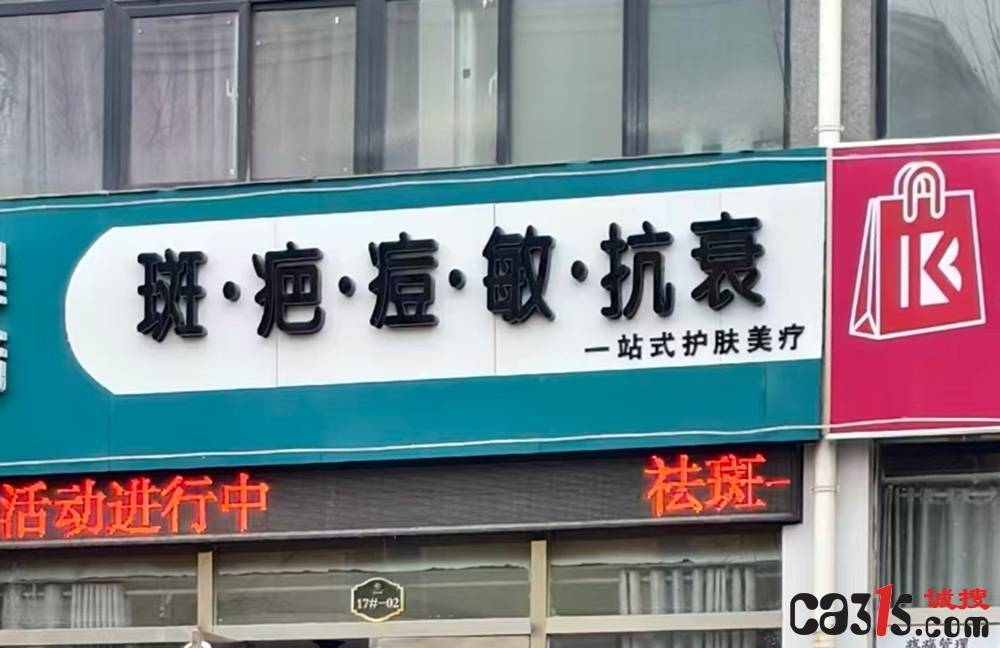 斑·疤·痘·敏·抗衰
一站式护肤美疗
K
活动进行中 祛斑一
17#-02
ca315.com
诚搜